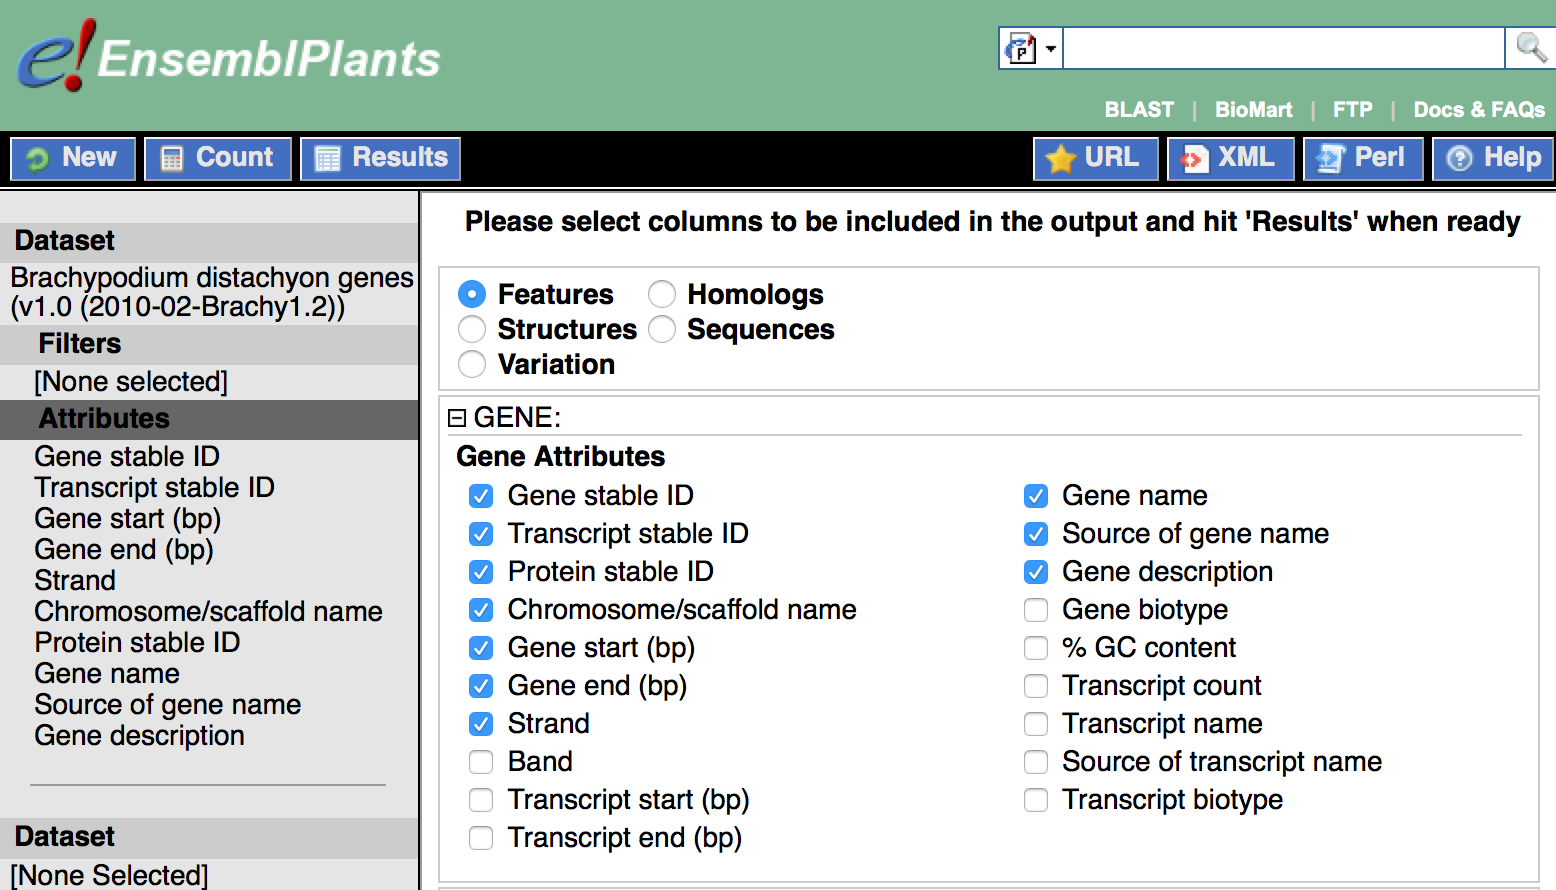 e!EnsemblPlants
P
BLAST | BioMart | FTP | Docs & FAQs
New Count Results URL XML Perl Help
Dataset
Brachypodium distachyon genes
(v1.0 (2010-02-Brachy1.2))
Filters
[None selected]
Attributes
Gene stable ID
Transcript stable ID
Gene start (bp)
Gene end (bp)
Strand
Chromosome/scaffold name
Protein stable ID
Gene name
Source of gene name
Gene description
Dataset
[None Selected]
Please select columns to be included in the output and hit 'Results' when ready
Features Homologs
Structures Sequences
Variation
GENE:
Gene Attributes
Gene stable ID
Transcript stable ID
Protein stable ID
Chromosome/scaffold name
Gene start (bp)
Gene end (bp)
Strand
Band
Transcript start (bp)
Transcript end (bp)
Gene name
Source of gene name
Gene description
Gene biotype
% GC content
Transcript count
Transcript name
Source of transcript name
Transcript biotype